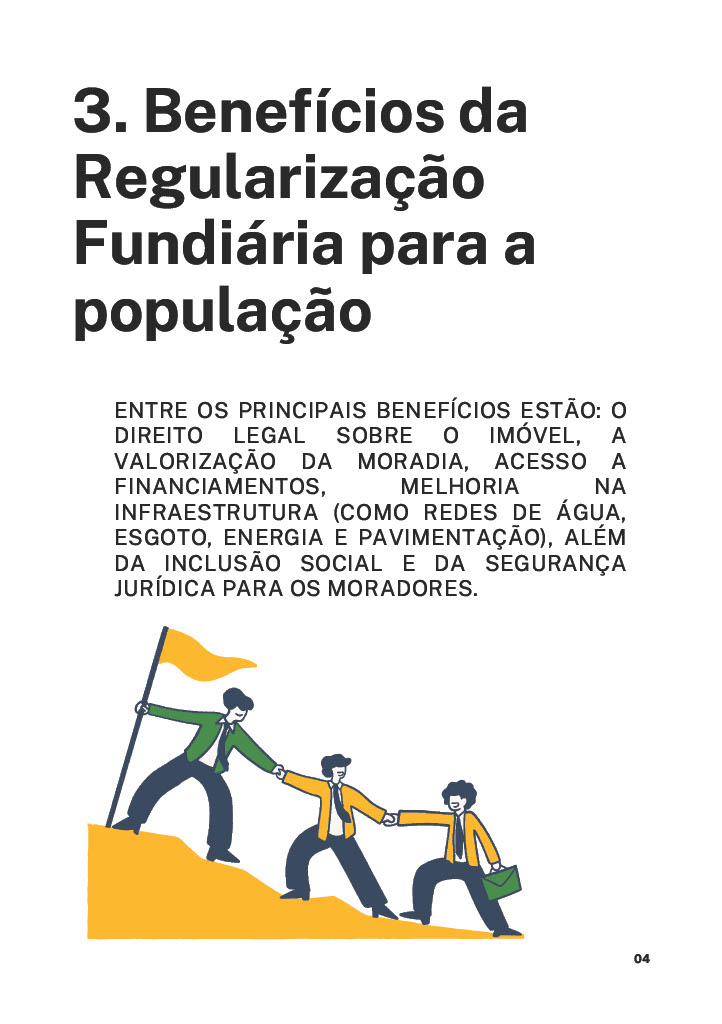 3. Benefícios da
Regularização
Fundiária para a
população
ENTRE OS PRINCIPAIS BENEFÍCIOS ESTÃO: O
DIREITO LEGAL SOBRE O IMÓVEL, A
VALORIZAÇÃO DA MORADIA, ACESSO A
FINANCIAMENTOS, MELHORIA NA
INFRAESTRUTURA (COMO REDES DE ÁGUA,
ESGOTO, ENERGIA E PAVIMENTAÇÃO), ALÉM
DA INCLUSÃO SOCIAL E DA SEGURANÇA
JURÍDICA PARA OS MORADORES.
04